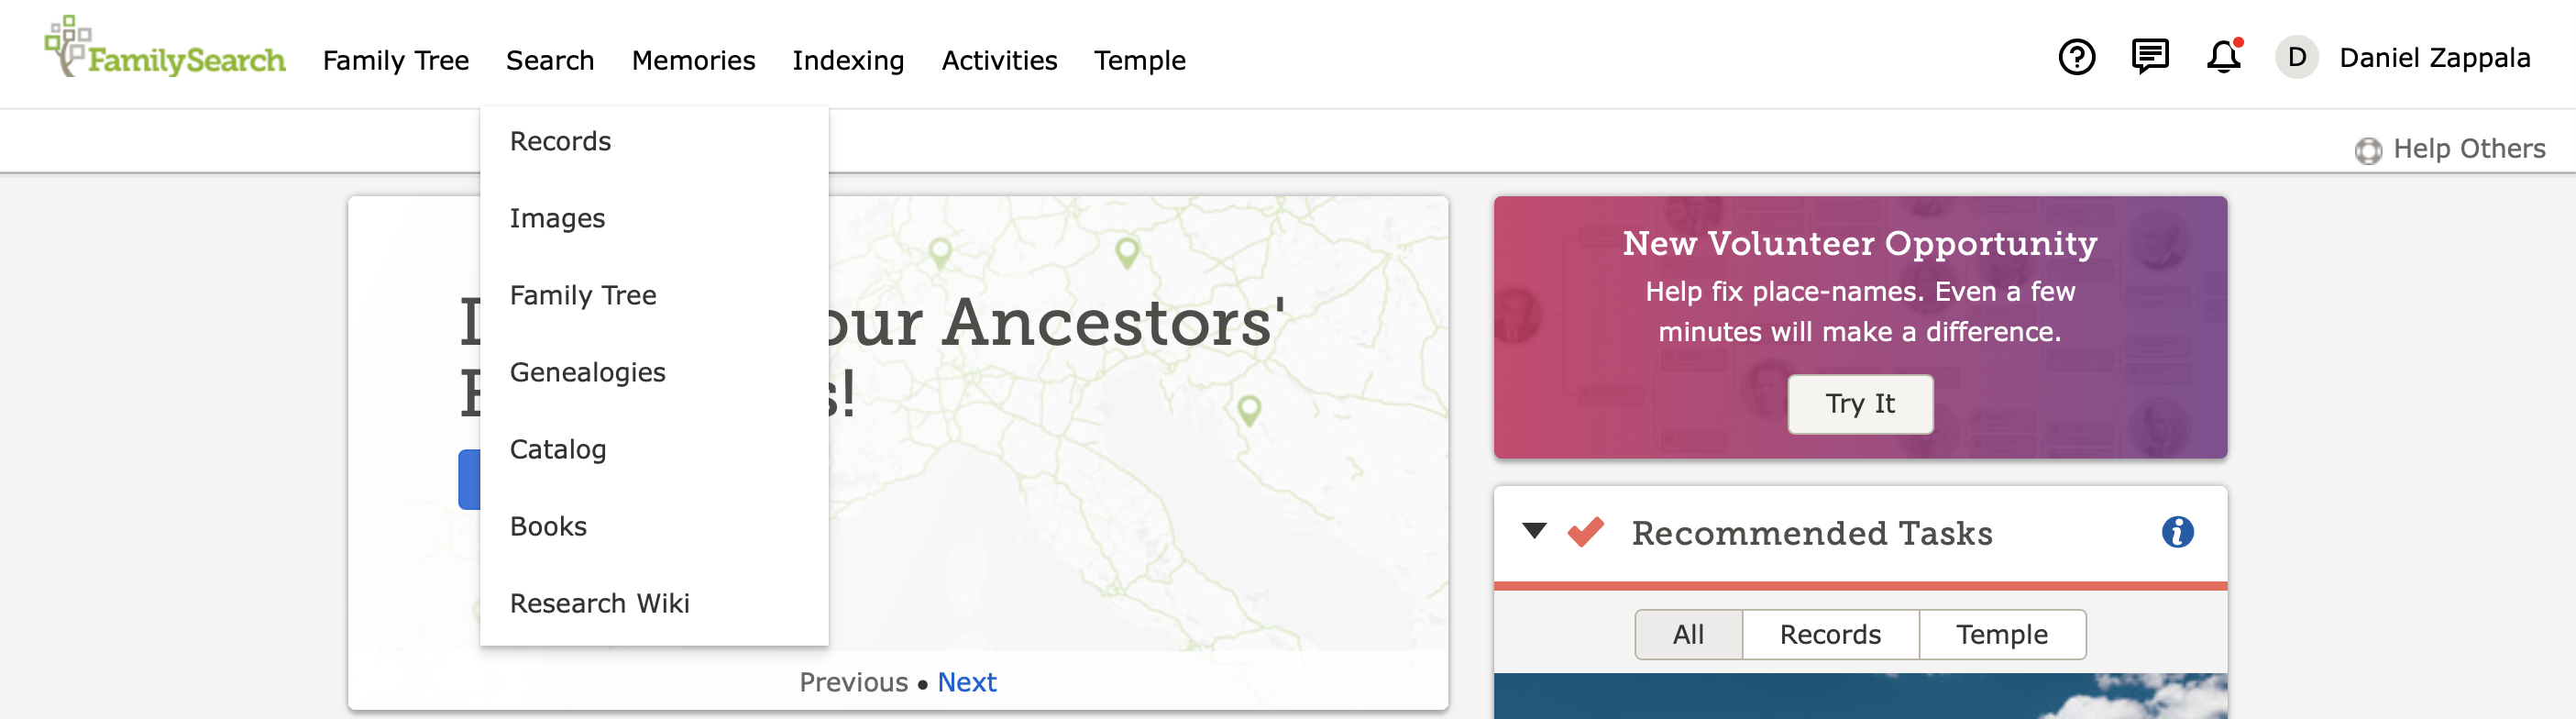 FamilySearch
Family Tree
Search
Memories
Indexing
Activities
Temple
D
Daniel Zappala
Help Others
Records
Images
Family Tree
Genealogies
Catalog
Books
Research Wiki
our Ancestors'
s!
Previous • Next
New Volunteer Opportunity
Help fix place-names. Even a few
minutes will make a difference.
Try It
Recommended Tasks
All
Records
Temple